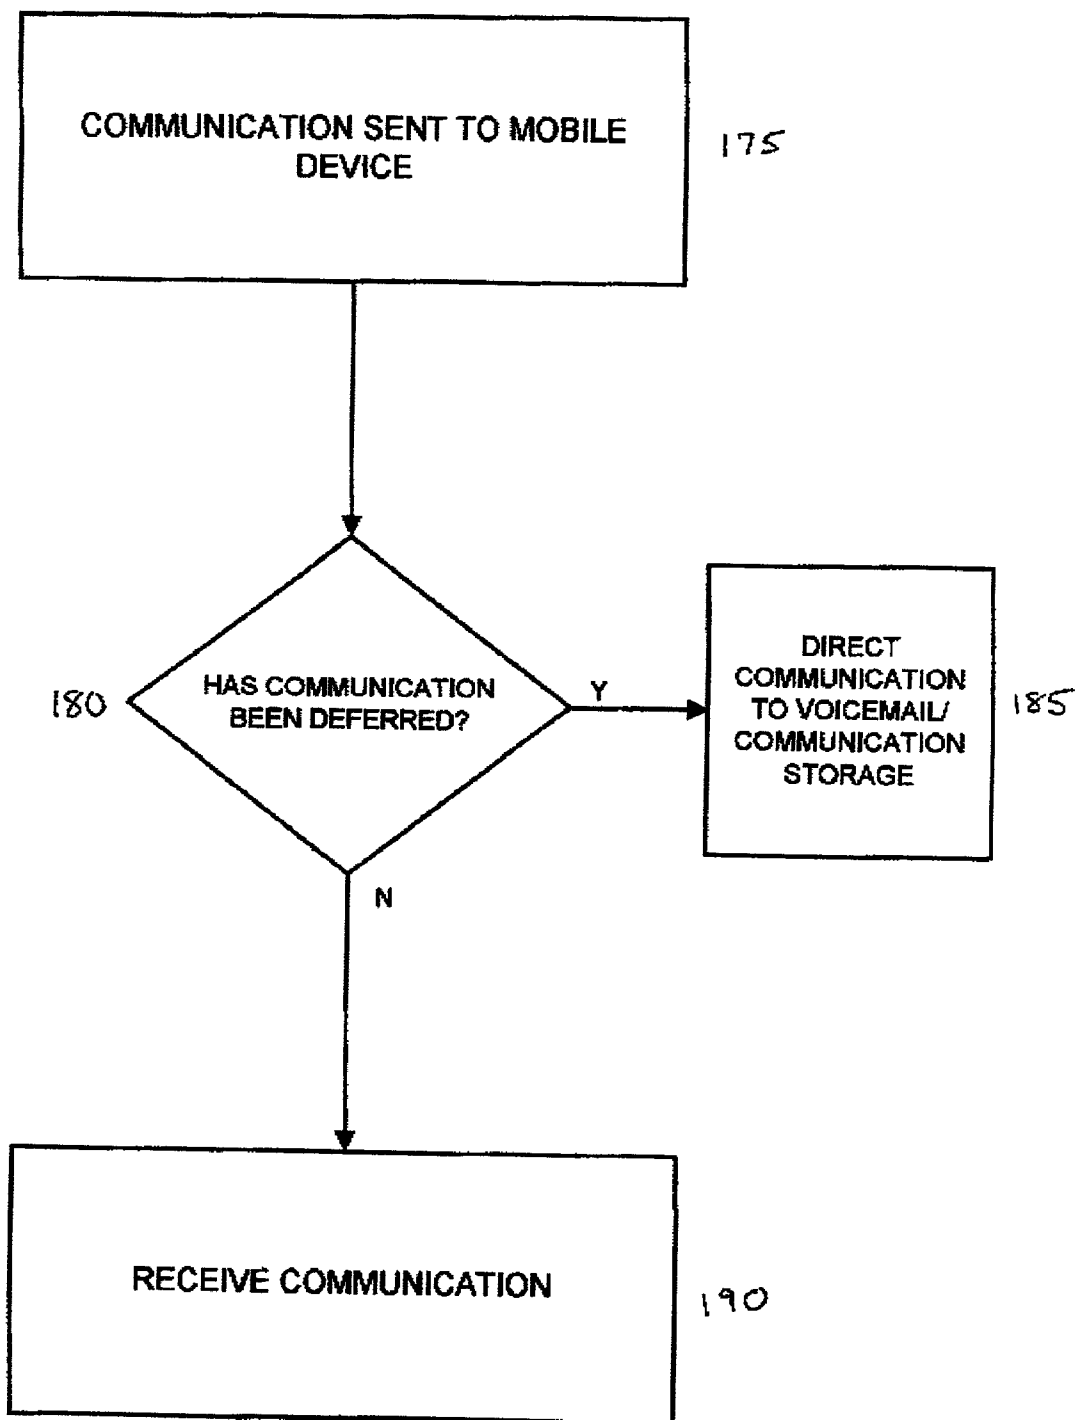 COMMUNICATION SENT TO MOBILE
DEVICE
175
HAS COMMUNICATION
BEEN DEFERRED?
180
Y
DIRECT
COMMUNICATION
TO VOICEMAIL/
COMMUNICATION
STORAGE
185
N
RECEIVE COMMUNICATION
190